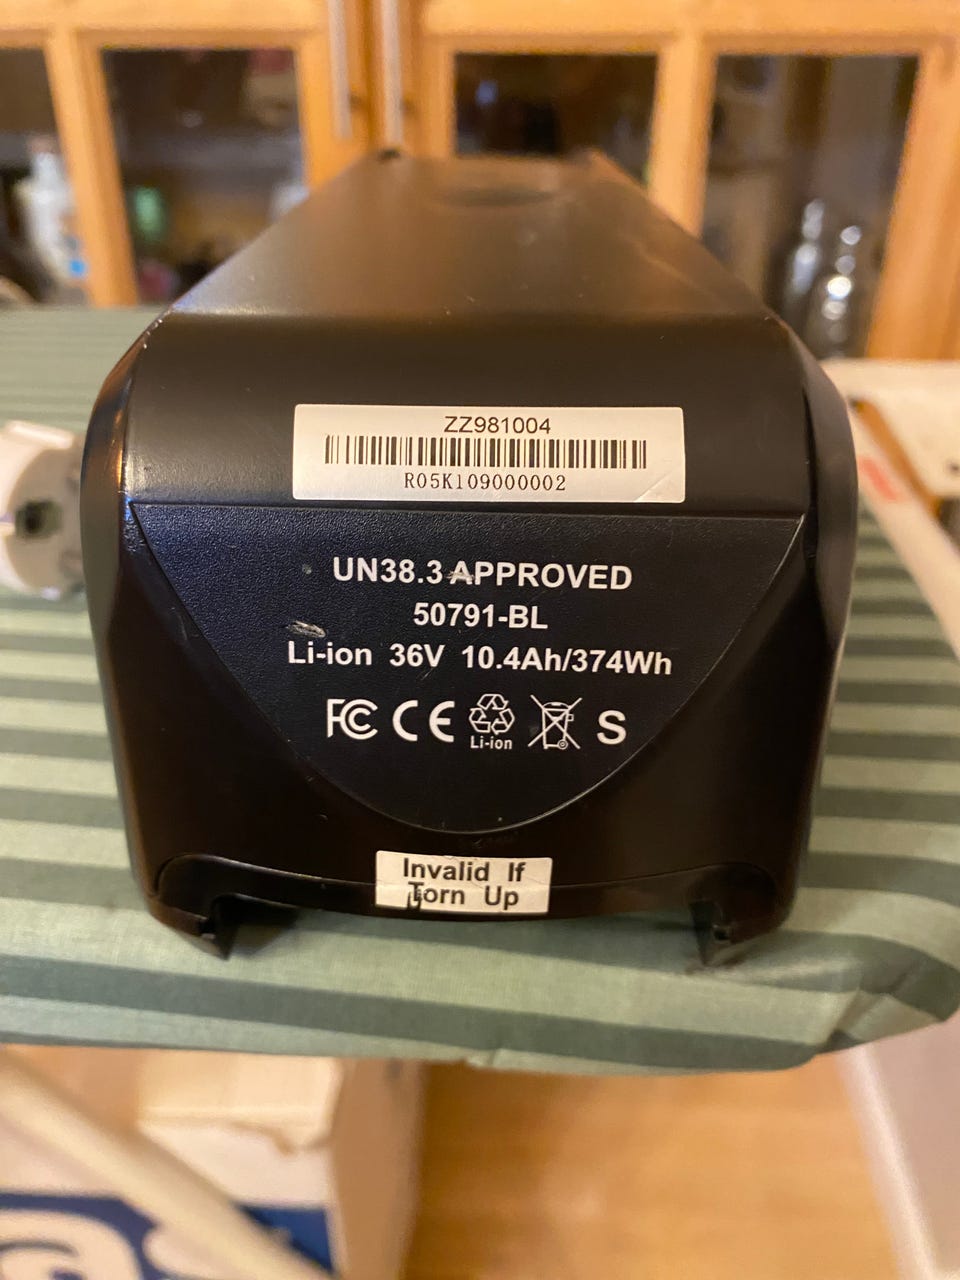 ZZ981004
R05K109000002
UN38.3 APPROVED
50791-BL
Li-ion 36V 10.4Ah/374Wh
FC CE Li-ion S
Invalid If
Torn Up